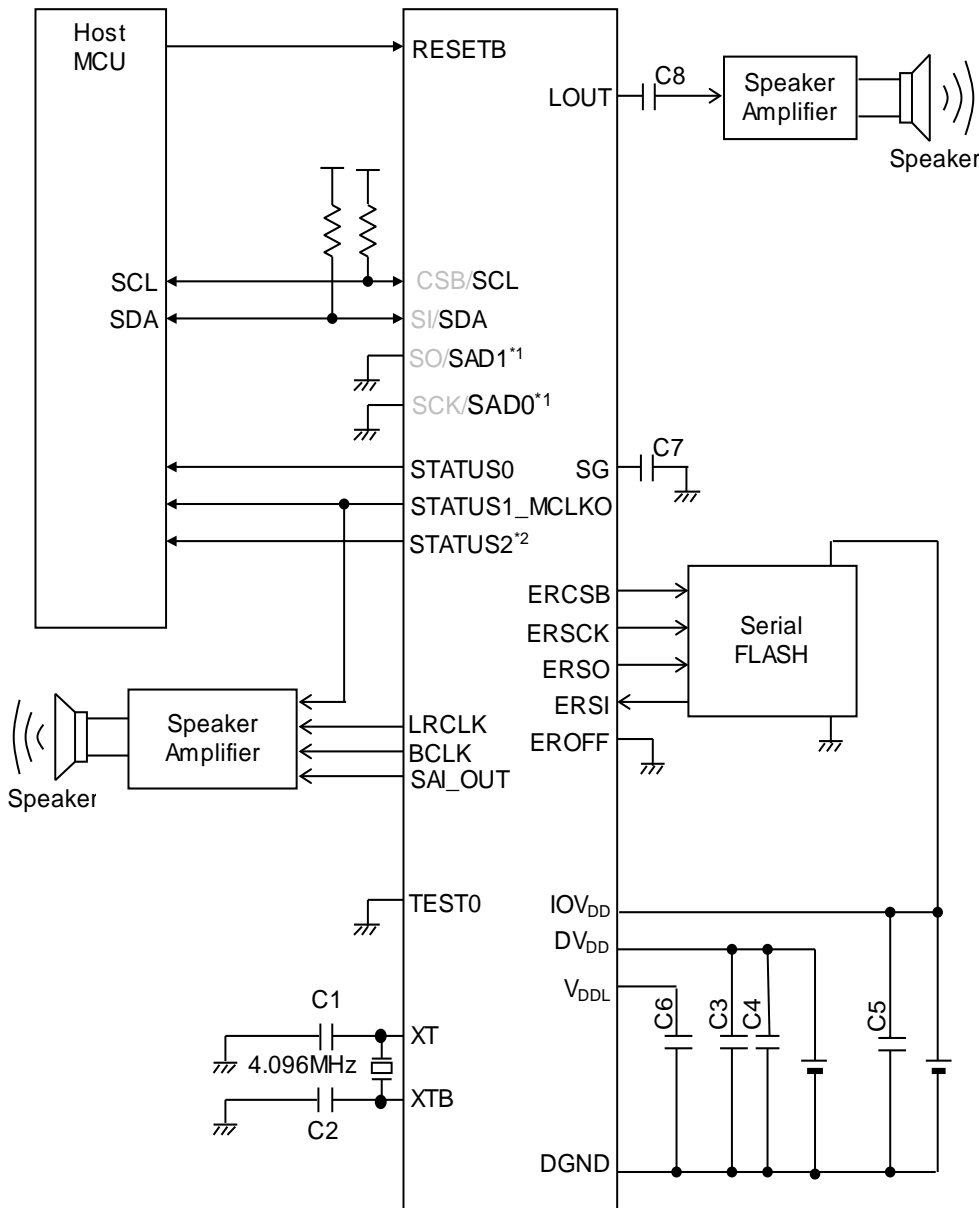 Host
MCU
RESETB
C8
LOUT
Speaker
Amplifier
Speaker
SCL
CSB/SCL
SDA
SI/SDA
SO/SAD1*1
SCK/SAD0*1
C7
STATUS0
SG
STATUS1_MCLKO
STATUS2*2
ERCSB
ERSCK
ERSO
ERSI
EROFF
Serial
FLASH
Speaker
Amplifier
LRCLK
BCLK
SAI_OUT
Speaker
TEST0
IOVDD
DVDD
VDDL
C6
C3
C4
C5
C1
XT
4.096MHz
XTB
C2
DGND